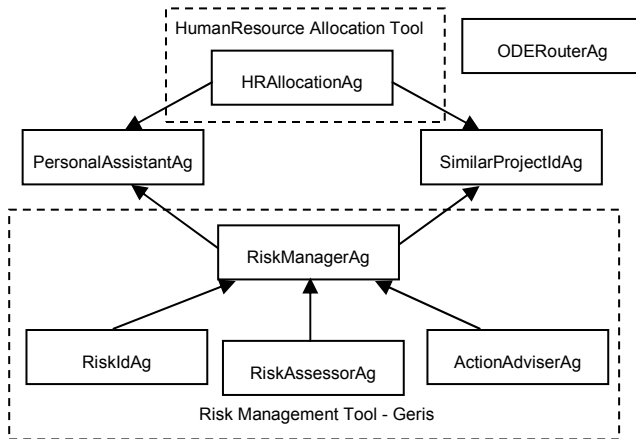 HumanResource Allocation Tool
ODERouterAg
HRAllocationAg
PersonalAssistantAg
SimilarProjectIdAg
RiskManagerAg
RiskIdAg
RiskAssessorAg
ActionAdviserAg
Risk Management Tool - Geris